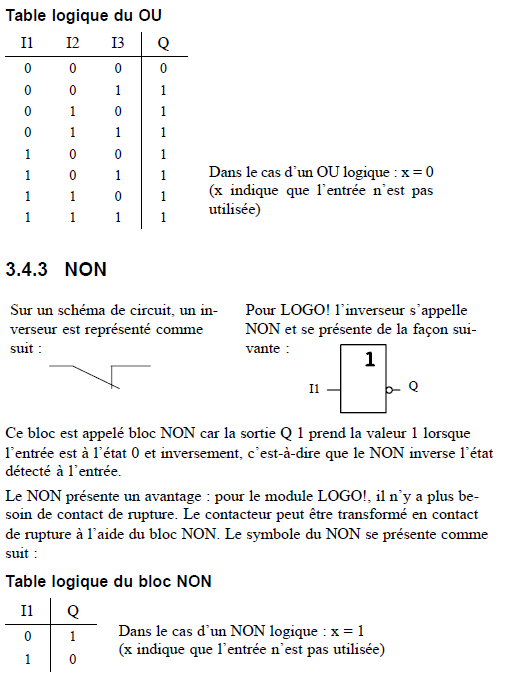 Table logique du OU
I1 I2 I3 Q
0 0 0 0
0 0 1 1
0 1 0 1
0 1 1 1
1 0 0 1
1 0 1 1
1 1 0 1
1 1 1 1
Dans le cas d’un OU logique : x = 0
(x indique que l’entrée n’est pas
utilisée)
3.4.3 NON
Sur un schéma de circuit, un in-
verseur est représenté comme
suit :
Pour LOGO! l’inverseur s’appelle
NON et se présente de la façon sui-
vante :
1
I1 Q
Ce bloc est appelé bloc NON car la sortie Q 1 prend la valeur 1 lorsque
l’entrée est à l’état 0 et inversement, c’est-à-dire que le NON inverse l’état
détecté à l’entrée.
Le NON présente un avantage : pour le module LOGO!, il n’y a plus be-
soin de contact de rupture. Le contacteur peut être transformé en contact
de rupture à l’aide du bloc NON. Le symbole du NON se présente comme
suit :
Table logique du bloc NON
I1 Q
0 1
1 0
Dans le cas d’un NON logique : x = 1
(x indique que l’entrée n’est pas utilisée)